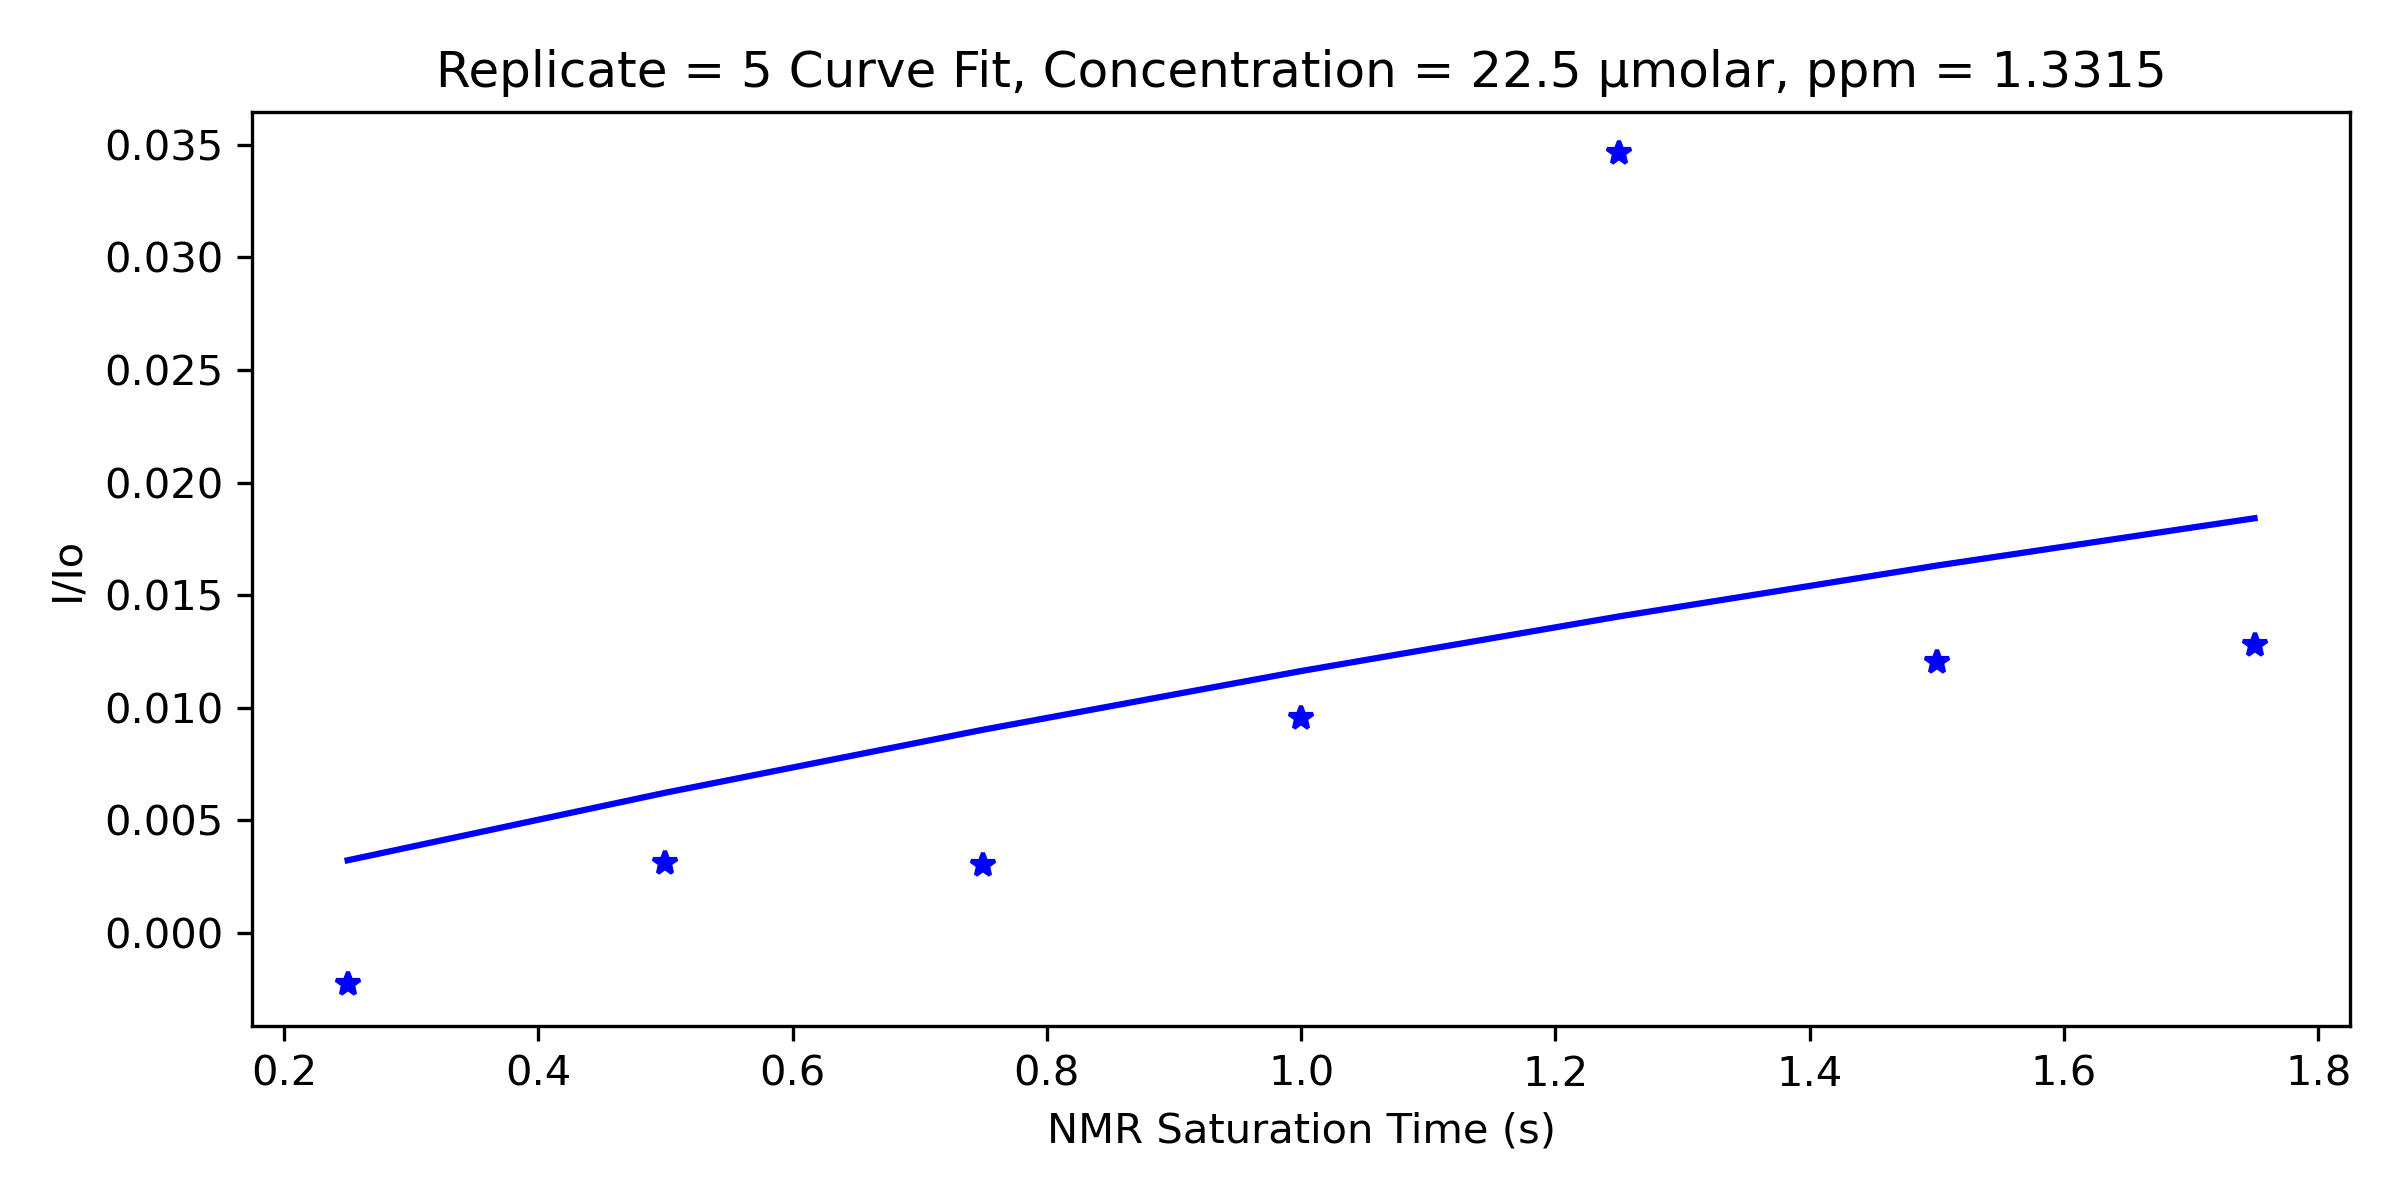 Replicate = 5 Curve Fit, Concentration = 22.5 μmolar, ppm = 1.3315
0.035
0.030
0.025
0.020
0.015
0.010
0.005
0.000
I/Io
0.2 0.4 0.6 0.8 1.0 1.2 1.4 1.6 1.8
NMR Saturation Time (s)